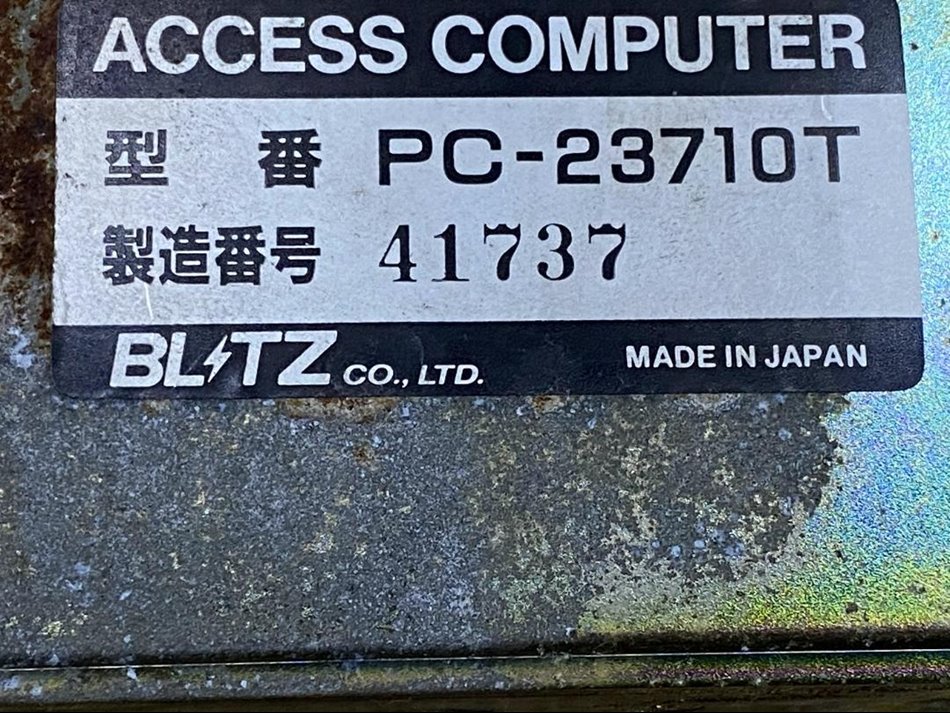 ACCESS COMPUTER
型番 PC-23710T
製造番号 41737
BLITZ CO., LTD. MADE IN JAPAN